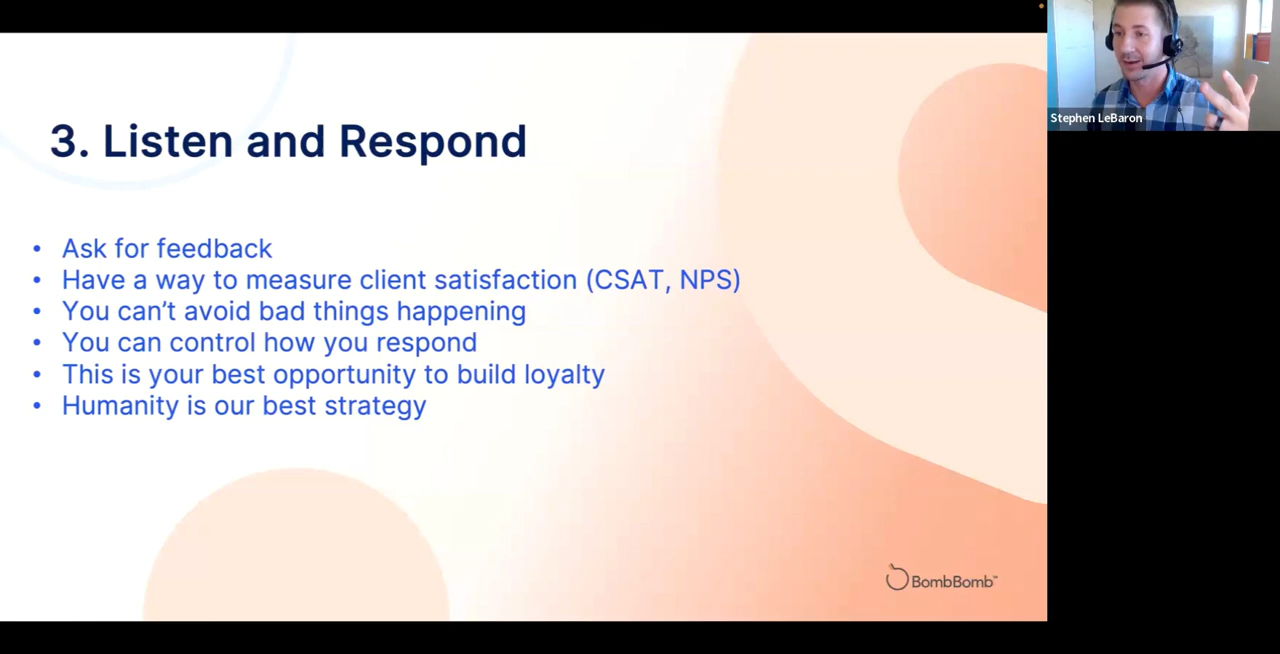 3. Listen and Respond
• Ask for feedback
• Have a way to measure client satisfaction (CSAT, NPS)
• You can’t avoid bad things happening
• You can control how you respond
• This is your best opportunity to build loyalty
• Humanity is our best strategy
BombBomb™
Stephen LeBaron